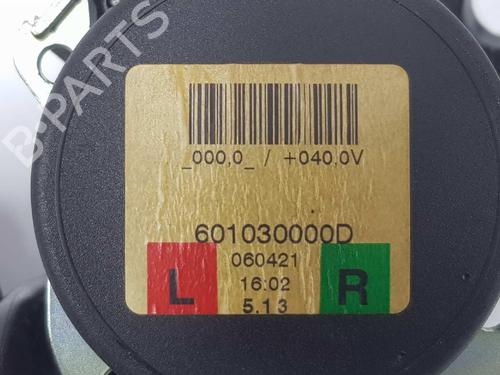 B-PARTS
_000,0_ / +040,0V
601030000D
060421
L 16:02 R
5.13